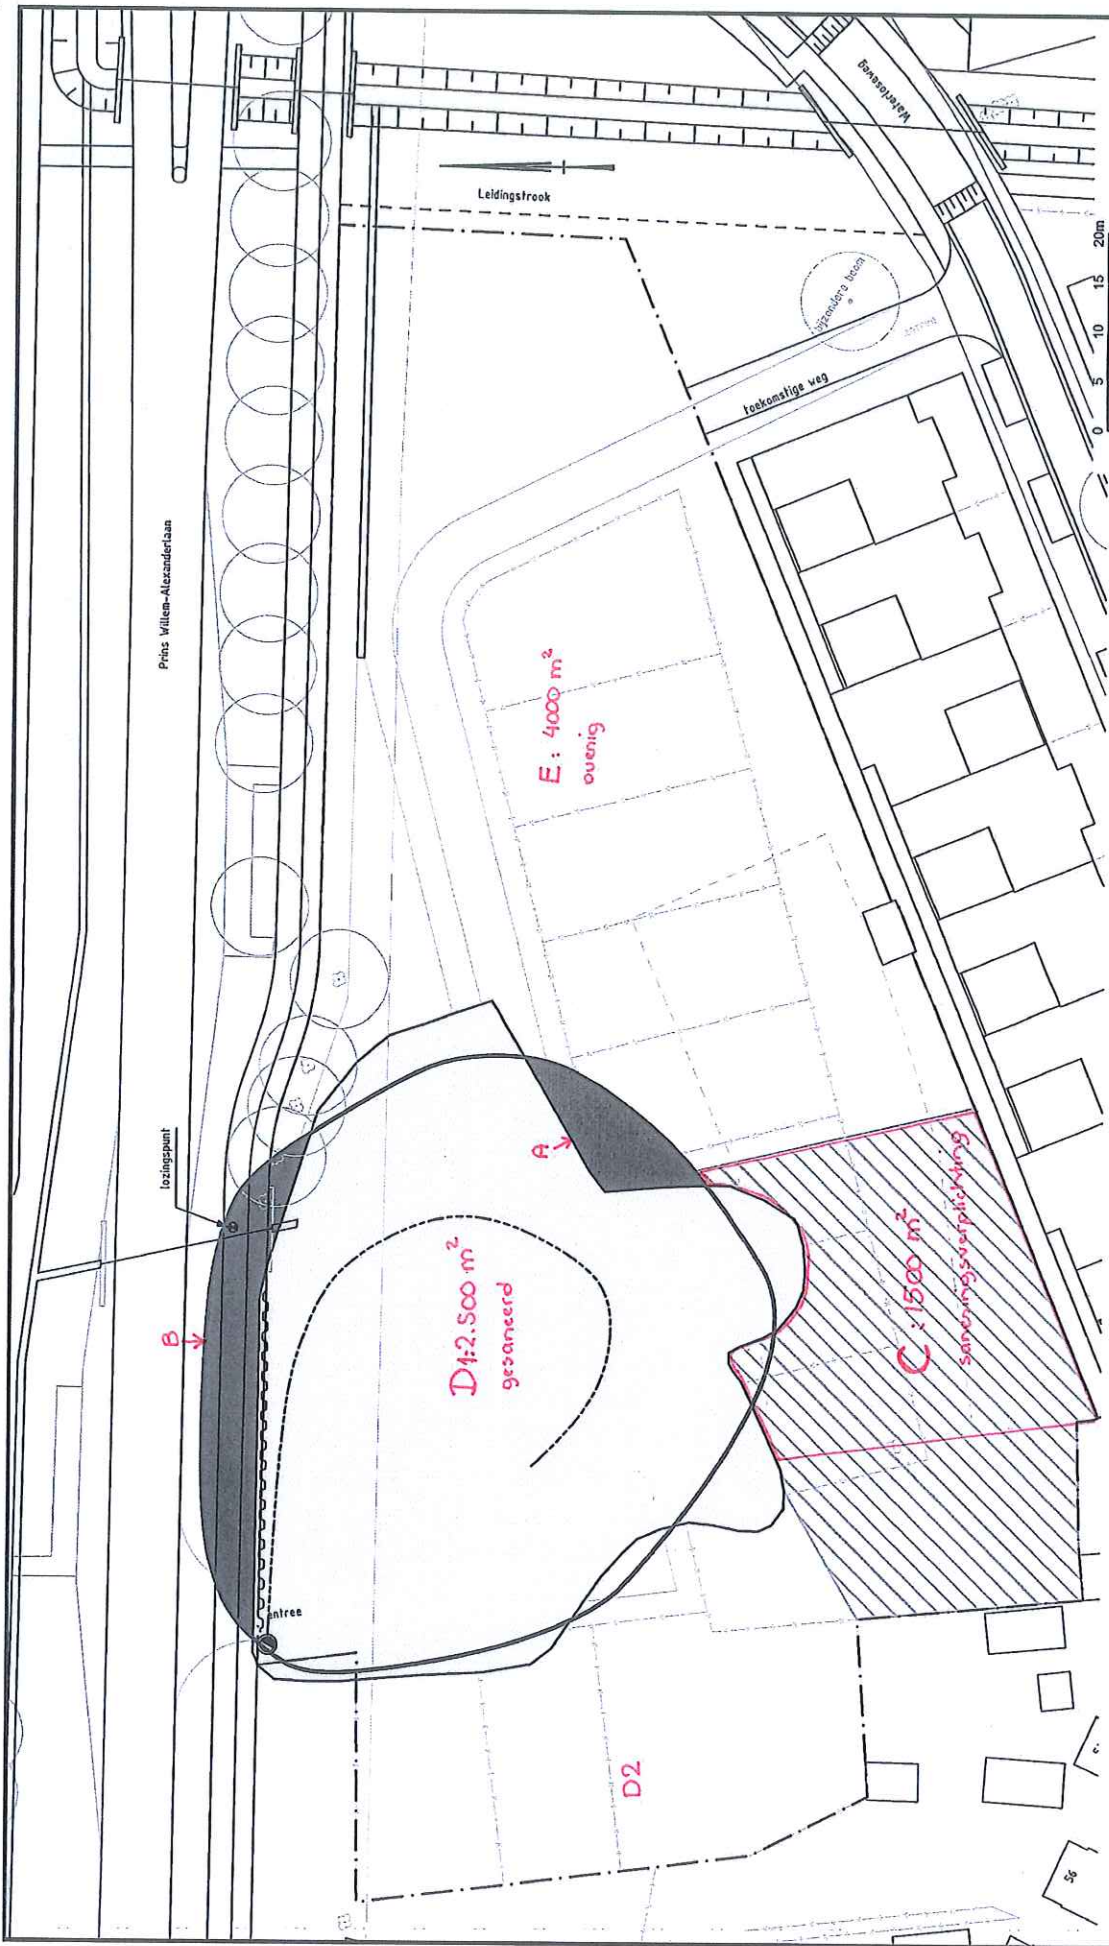 Waterloseweg
Leidingstrook
bijzondere boom
toekomstige weg
0 5 10 15 20m
Prins Willem-Alexanderlaan
E: 4000 m²
overig
lozingspunt
A
B
D1: 2.500 m²
gesaneerd
C: 1500 m²
saneringsverplichting
entree
D2
56